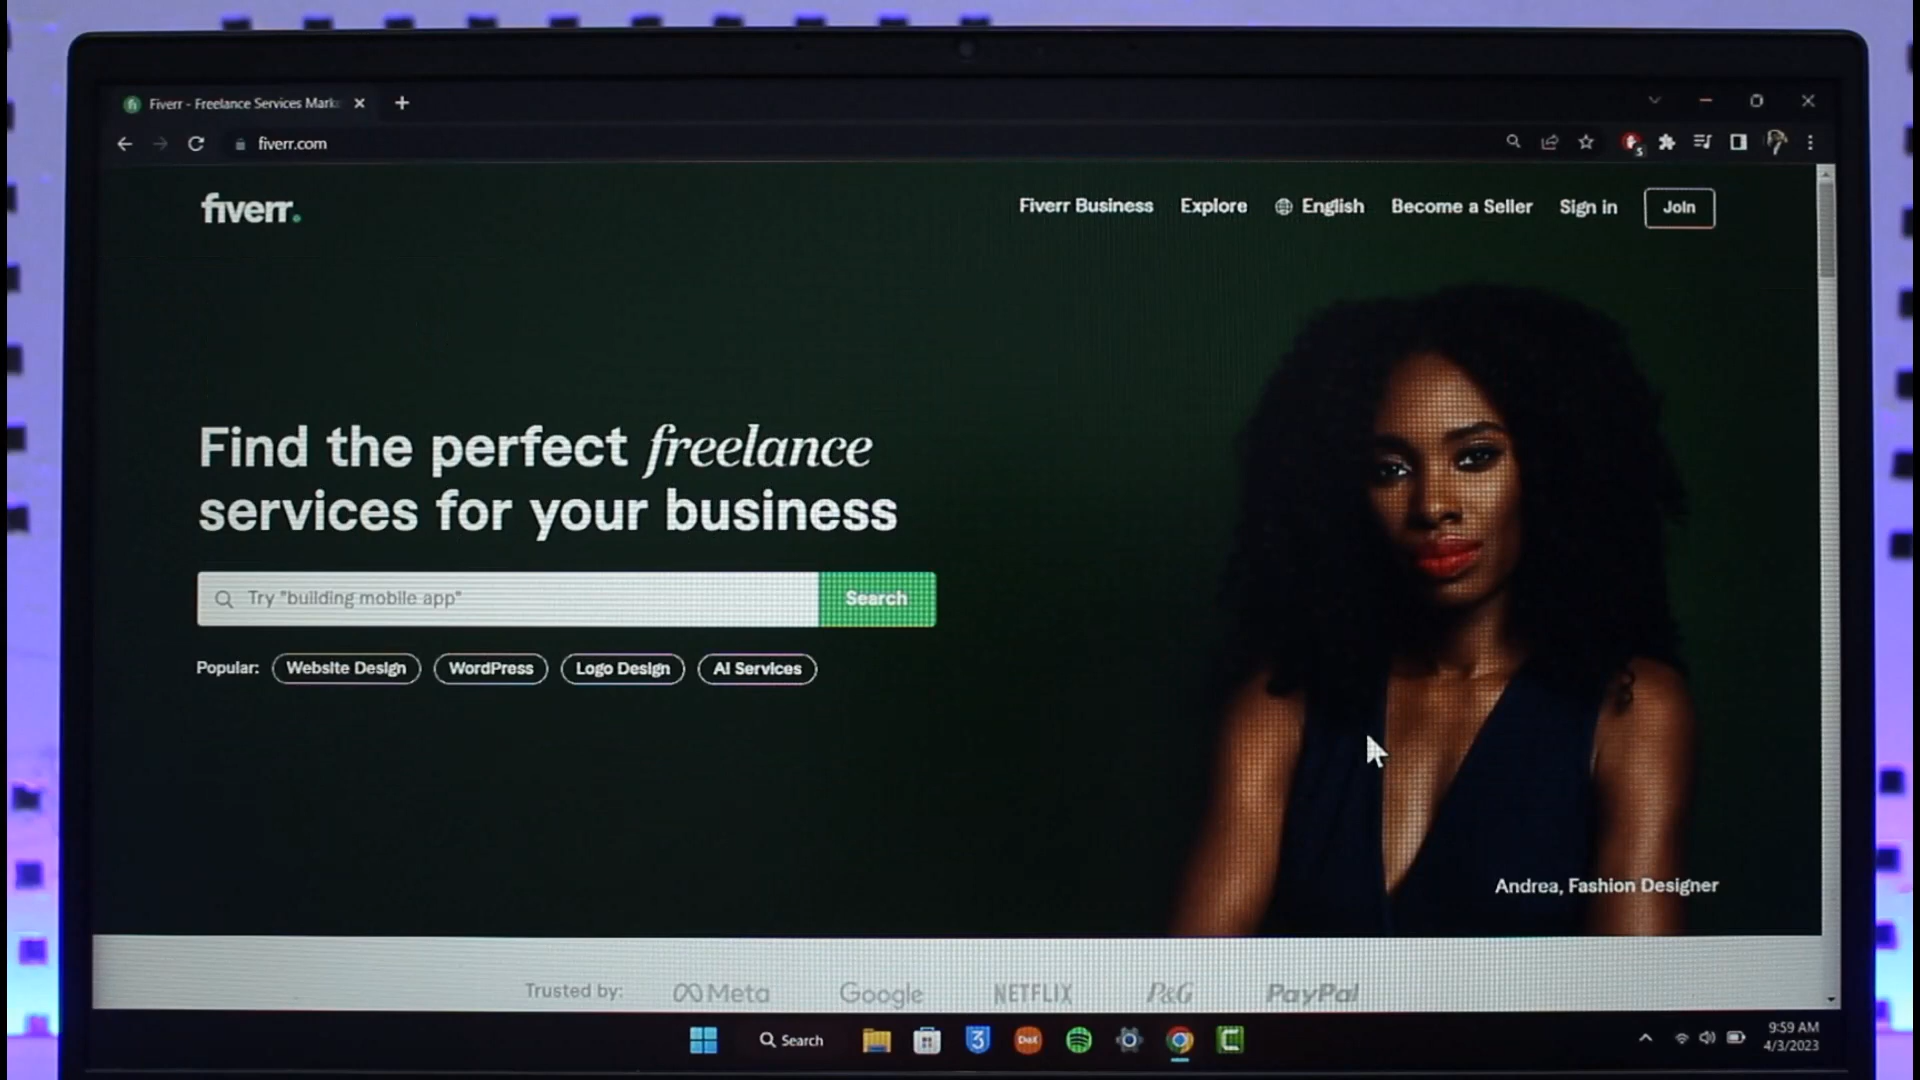 Fiverr - Freelance Services Mark
fiverr.com
5
fiverr.
Fiverr Business
Explore
English
Become a Seller
Sign in
Join
Find the perfect freelance
services for your business
Try "building mobile app"
Search
Popular:
Website Design
WordPress
Logo Design
AI Services
Andrea, Fashion Designer
Trusted by:
Meta
Google
NETFLIX
P&G
PayPal
Search
3
9:59 AM
4/3/2023